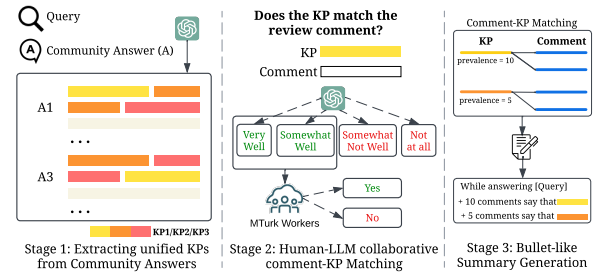 Query
A
Community Answer (A)
A1
...
A3
...
KP1/KP2/KP3
Stage 1: Extracting unified KPs
from Community Answers
Does the KP match the
review comment?
KP
Comment
Very
Well
Somewhat
Well
Somewhat
Not Well
Not
at all
MTurk Workers
Yes
No
Stage 2: Human-LLM collaborative
comment-KP Matching
Comment-KP Matching
KP
Comment
prevalence = 10
prevalence = 5
While answering [Query]
+ 10 comments say that
+ 5 comments say that
Stage 3: Bullet-like
Summary Generation